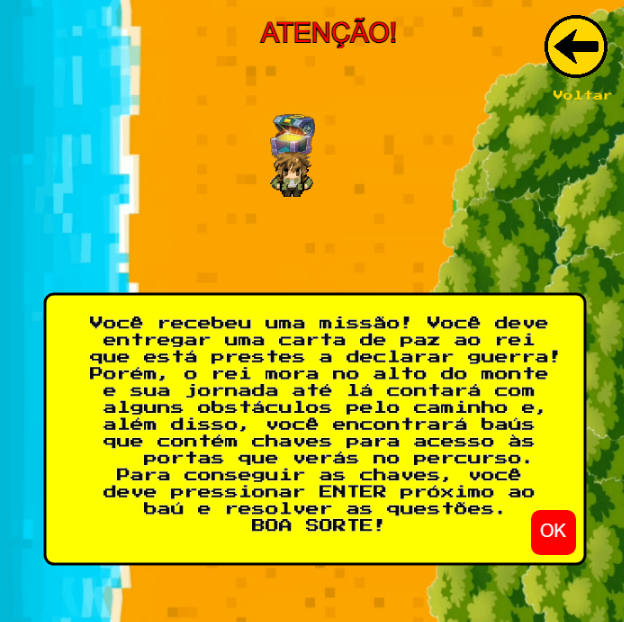 ATENÇÃO!
Voltar
Você recebeu uma missão! Você deve
entregar uma carta de paz ao rei
que está prestes a declarar guerra!
Porém, o rei mora no alto do monte
e sua jornada até lá contará com
alguns obstáculos pelo caminho e,
além disso, você encontrará baús
que contém chaves para acesso às
portas que verás no percurso.
Para conseguir as chaves, você
deve pressionar ENTER próximo ao
baú e resolver as questões.
BOA SORTE!
OK